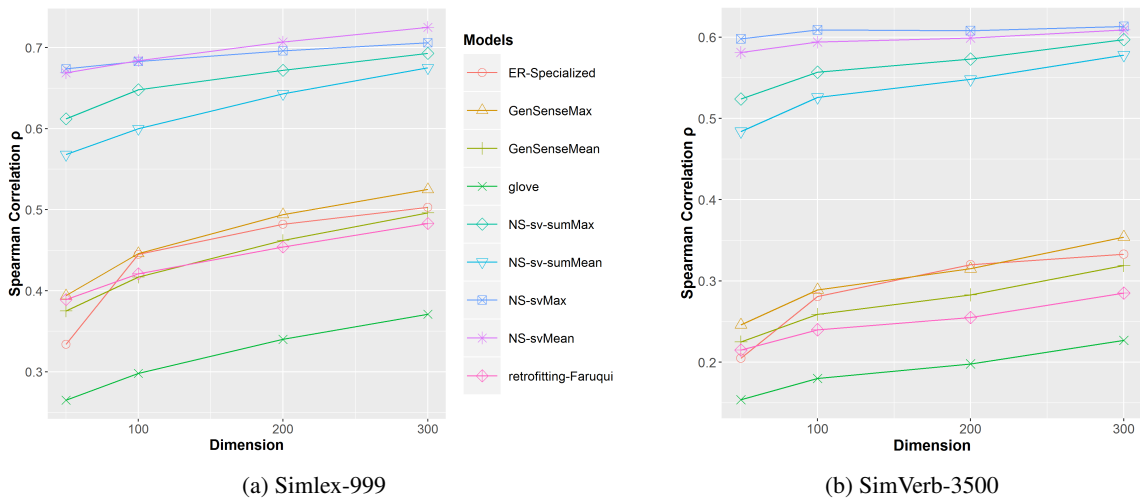 0.7
0.6
0.5
0.4
0.3
Spearman Correlation ρ
100
200
300
Dimension
Models
ER-Specialized
GenSenseMax
GenSenseMean
glove
NS-sv-sumMax
NS-sv-sumMean
NS-svMax
NS-svMean
retrofitting-Faruqui
0.6
0.5
0.4
0.3
0.2
Spearman Correlation ρ
100
200
300
Dimension
(a) Simlex-999
(b) SimVerb-3500